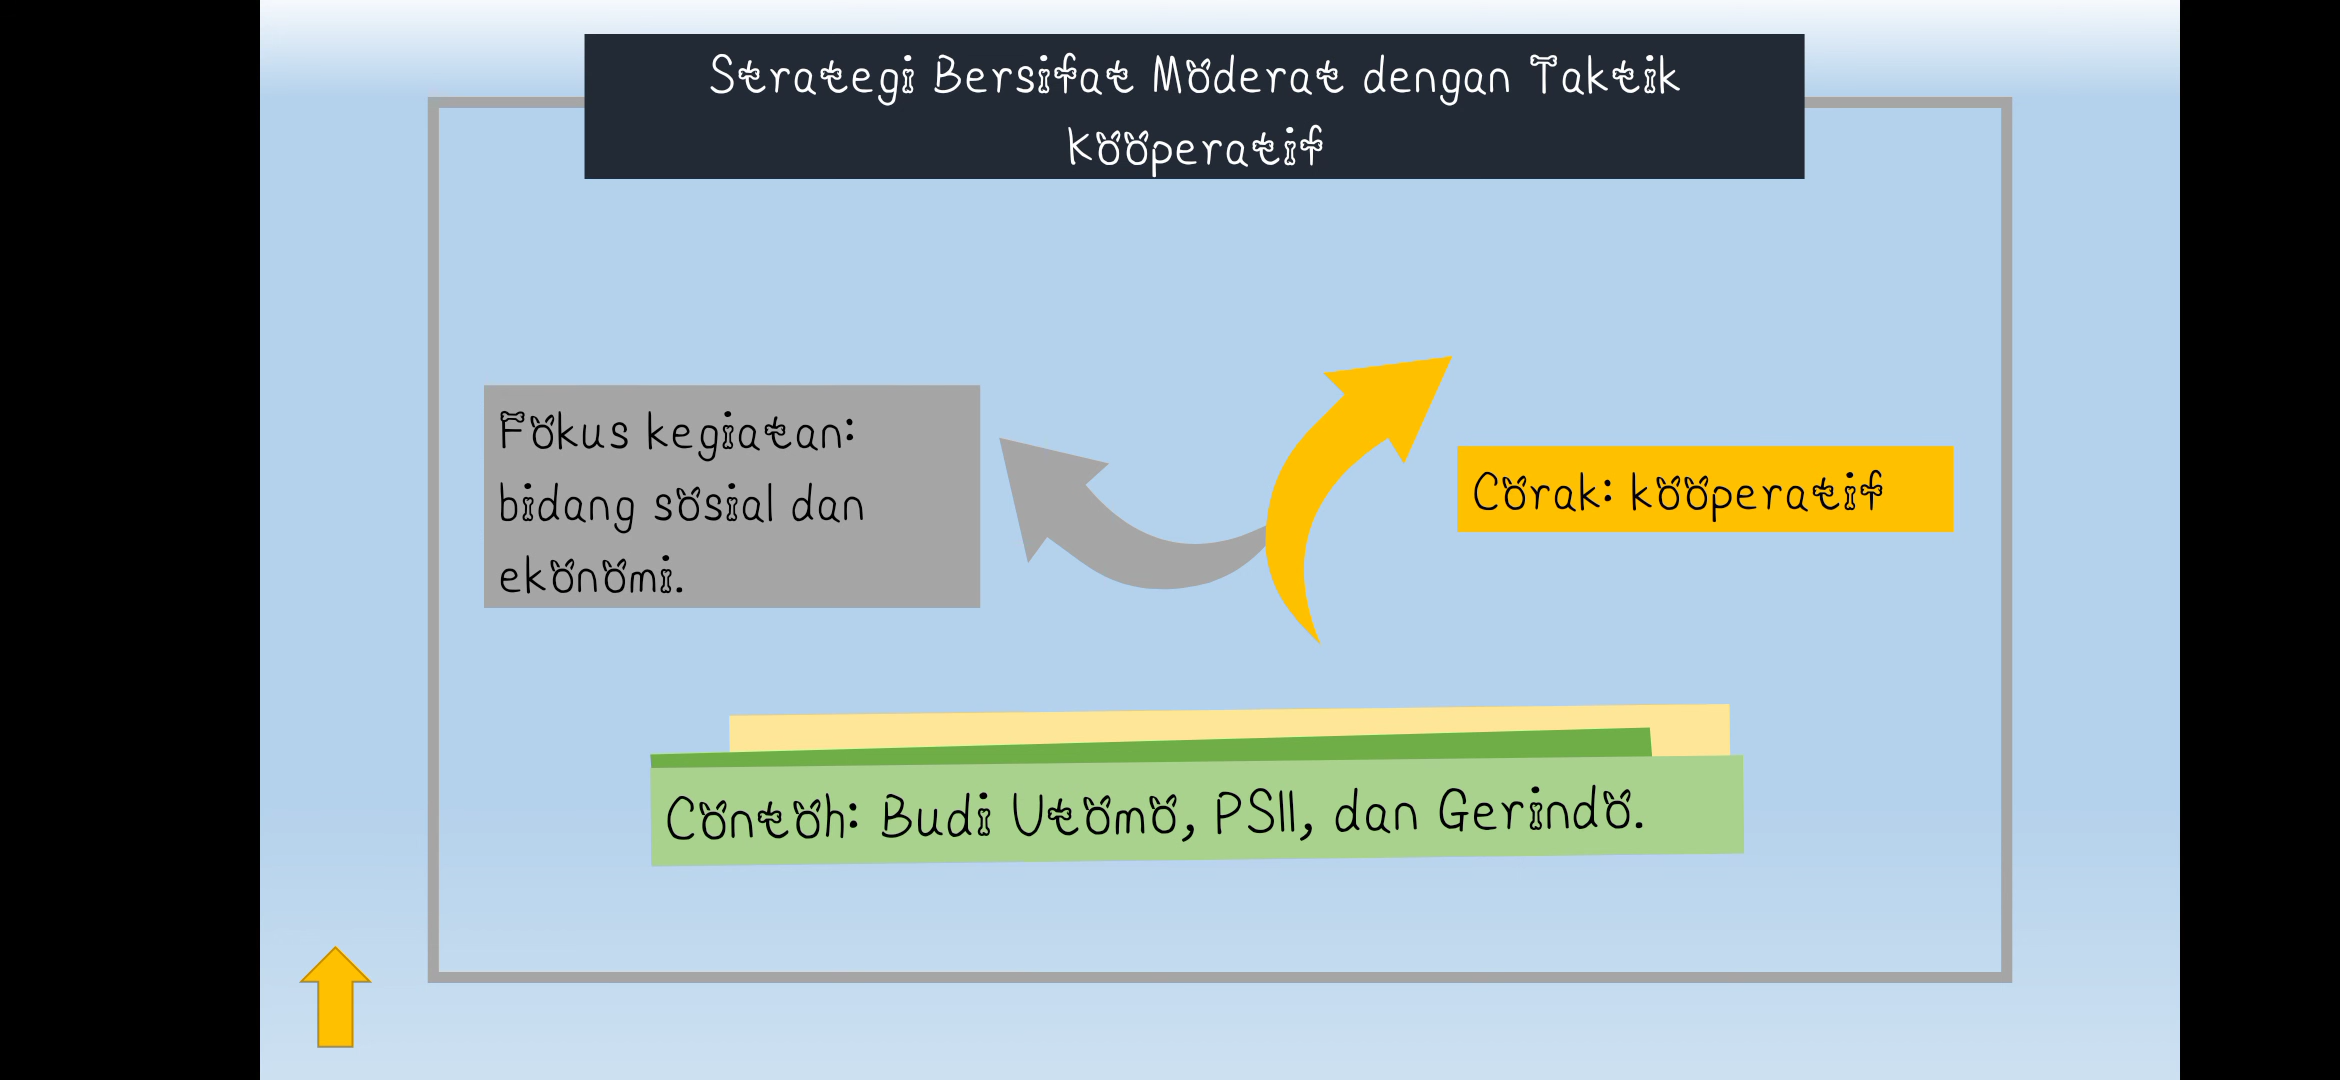 Strategi Bersifat Moderat dengan Taktik
kooperatif
Fokus kegiatan:
bidang sosial dan
ekonomi.
Corak: kooperatif
Contoh: Budi Utomo, PSII, dan Gerindo.